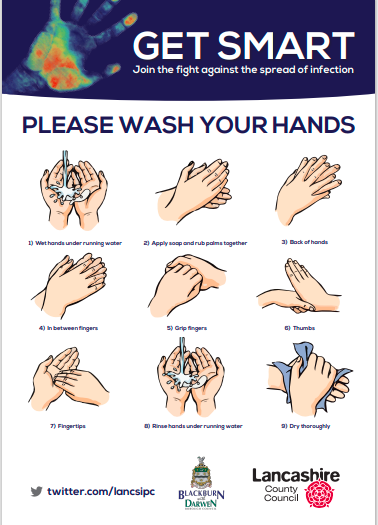 GET SMART
Join the fight against the spread of infection
PLEASE WASH YOUR HANDS
1) Wet hands under running water
2) Apply soap and rub palms together
3) Back of hands
4) In between fingers
5) Grip fingers
6) Thumbs
7) Fingertips
8) Rinse hands under running water
9) Dry thoroughly
twitter.com/lancsipc
BLACKBURN
WITH
DARWEN
BOROUGH COUNCIL
Lancashire
County
Council